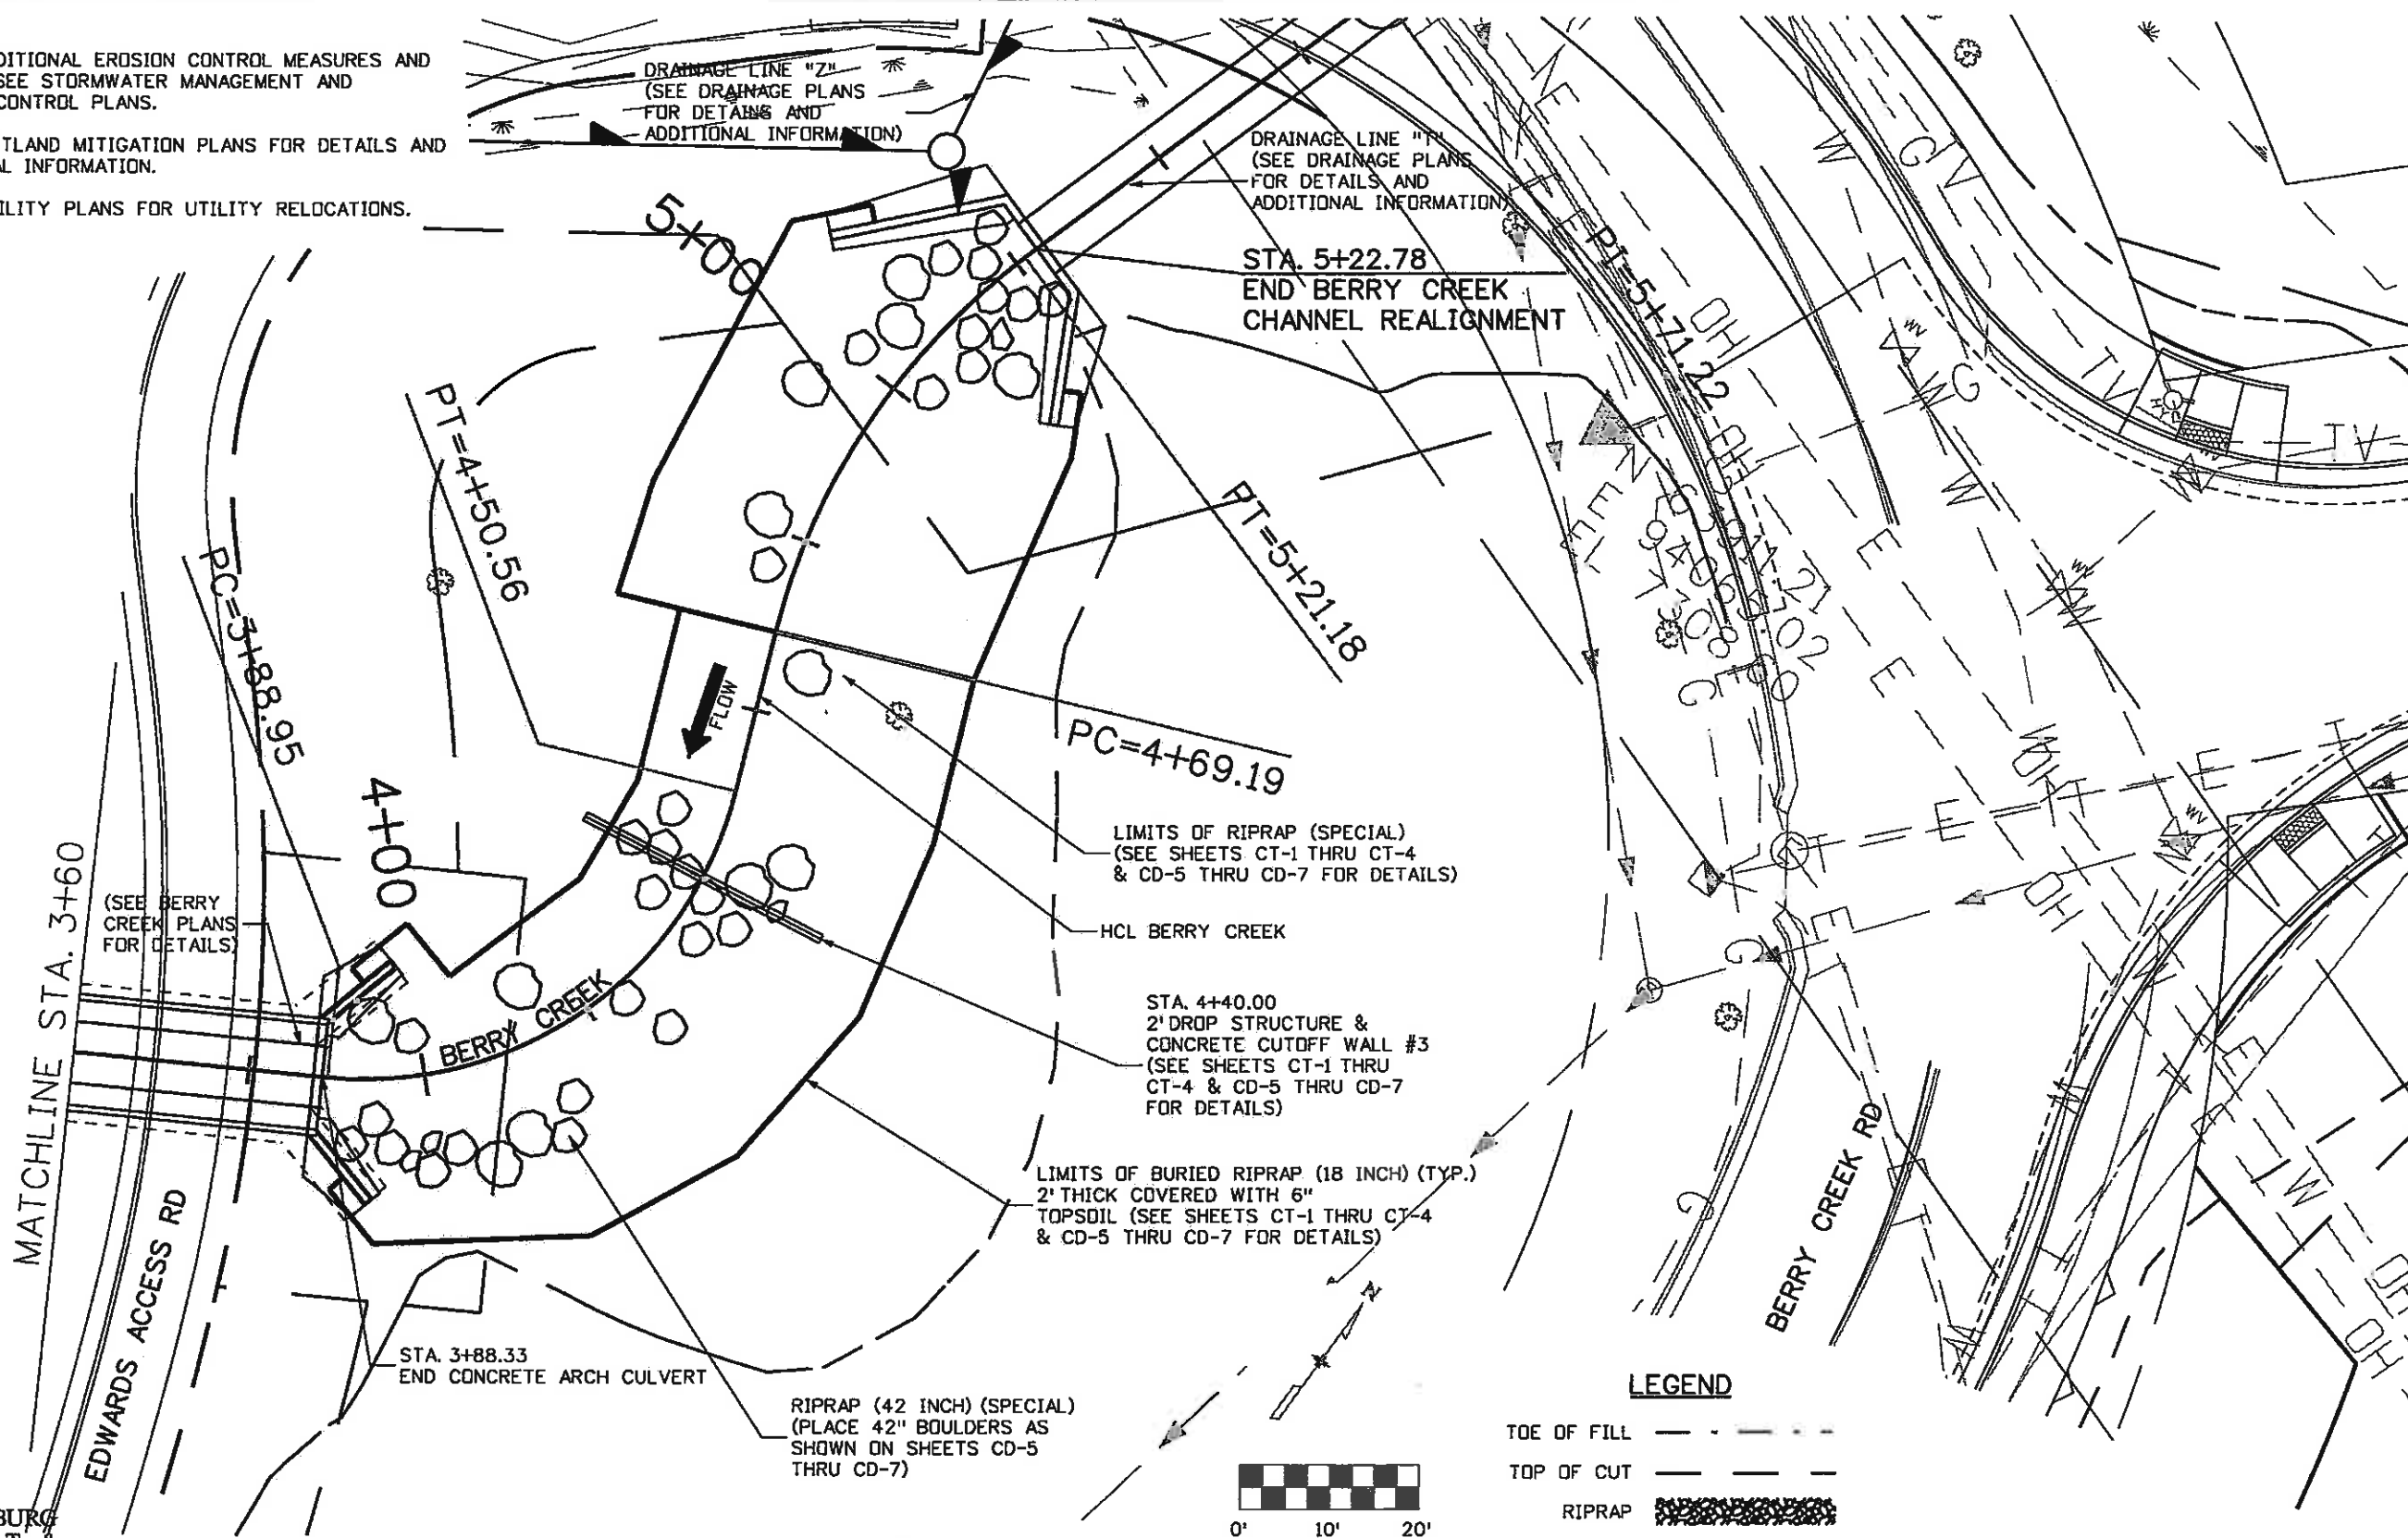 DITIONAL EROSION CONTROL MEASURES AND
SEE STORMWATER MANAGEMENT AND
CONTROL PLANS.
TLAND MITIGATION PLANS FOR DETAILS AND
L INFORMATION.
ILITY PLANS FOR UTILITY RELOCATIONS.
DRAINAGE LINE "Z"
(SEE DRAINAGE PLANS
FOR DETAILS AND
ADDITIONAL INFORMATION)
DRAINAGE LINE "T"
(SEE DRAINAGE PLANS
FOR DETAILS AND
ADDITIONAL INFORMATION)
STA. 5+22.78
END BERRY CREEK
CHANNEL REALIGNMENT
5+00
PI=5+71.22
PT=4+50.56
PT=5+21.18
PC=3+88.95
PC=4+69.19
4+00
FLOW
LIMITS OF RIPRAP (SPECIAL)
(SEE SHEETS CT-1 THRU CT-4
& CD-5 THRU CD-7 FOR DETAILS)
HCL BERRY CREEK
(SEE BERRY
CREEK PLANS
FOR DETAILS)
MATCHLINE STA. 3+60
BERRY CREEK
STA. 4+40.00
2' DROP STRUCTURE &
CONCRETE CUTOFF WALL #3
(SEE SHEETS CT-1 THRU
CT-4 & CD-5 THRU CD-7
FOR DETAILS)
LIMITS OF BURIED RIPRAP (18 INCH) (TYP.)
2' THICK COVERED WITH 6"
TOPSOIL (SEE SHEETS CT-1 THRU CT-4
& CD-5 THRU CD-7 FOR DETAILS)
EDWARDS ACCESS RD
BERRY CREEK RD
STA. 3+88.33
END CONCRETE ARCH CULVERT
RIPRAP (42 INCH) (SPECIAL)
(PLACE 42" BOULDERS AS
SHOWN ON SHEETS CD-5
THRU CD-7)
N
0' 10' 20'
LEGEND
TOE OF FILL
TOP OF CUT
RIPRAP
BURG